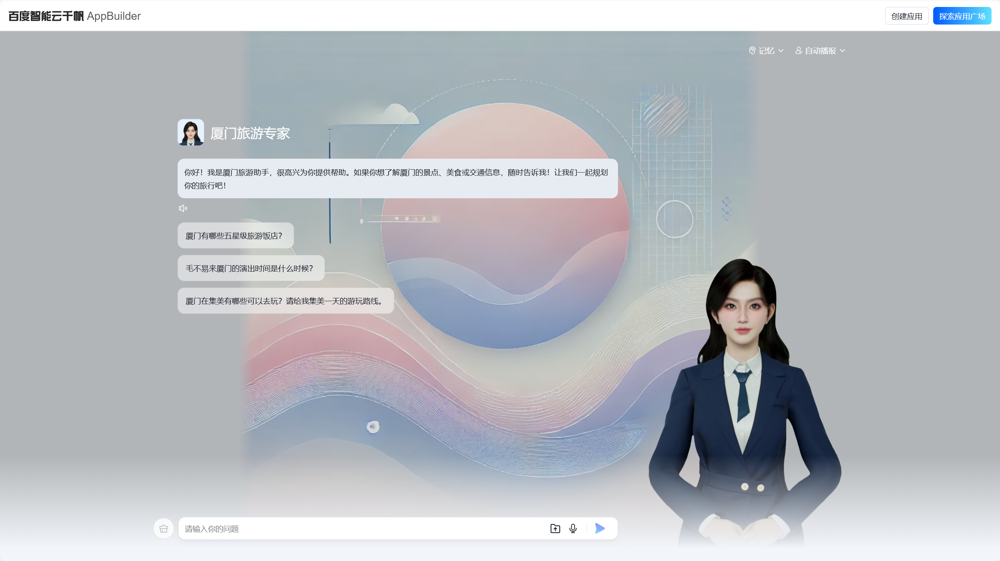 百度智能云千帆 AppBuilder
创建应用
探索应用广场
记忆
自动播报
厦门旅游专家
你好！我是厦门旅游助手，很高兴为你提供帮助。如果你想了解厦门的景点、美食或交通信息，随时告诉我！让我们一起规划
你的旅行吧！
厦门有哪些五星级旅游饭店？
毛不易来厦门的演出时间是什么时候？
厦门在集美有哪些可以去玩？请给我集美一天的游玩路线。
请输入你的问题